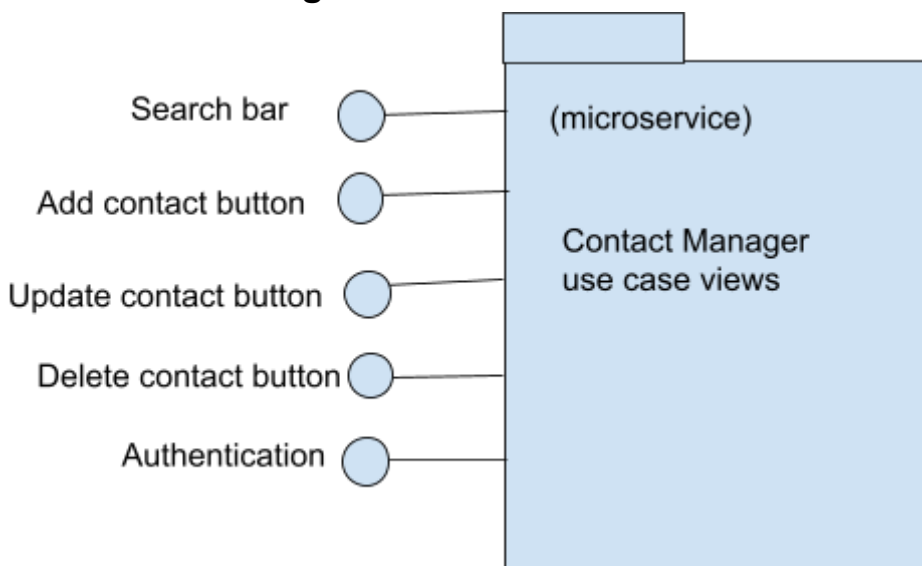 Search bar
(microservice)
Add contact button
Contact Manager
use case views
Update contact button
Delete contact button
Authentication